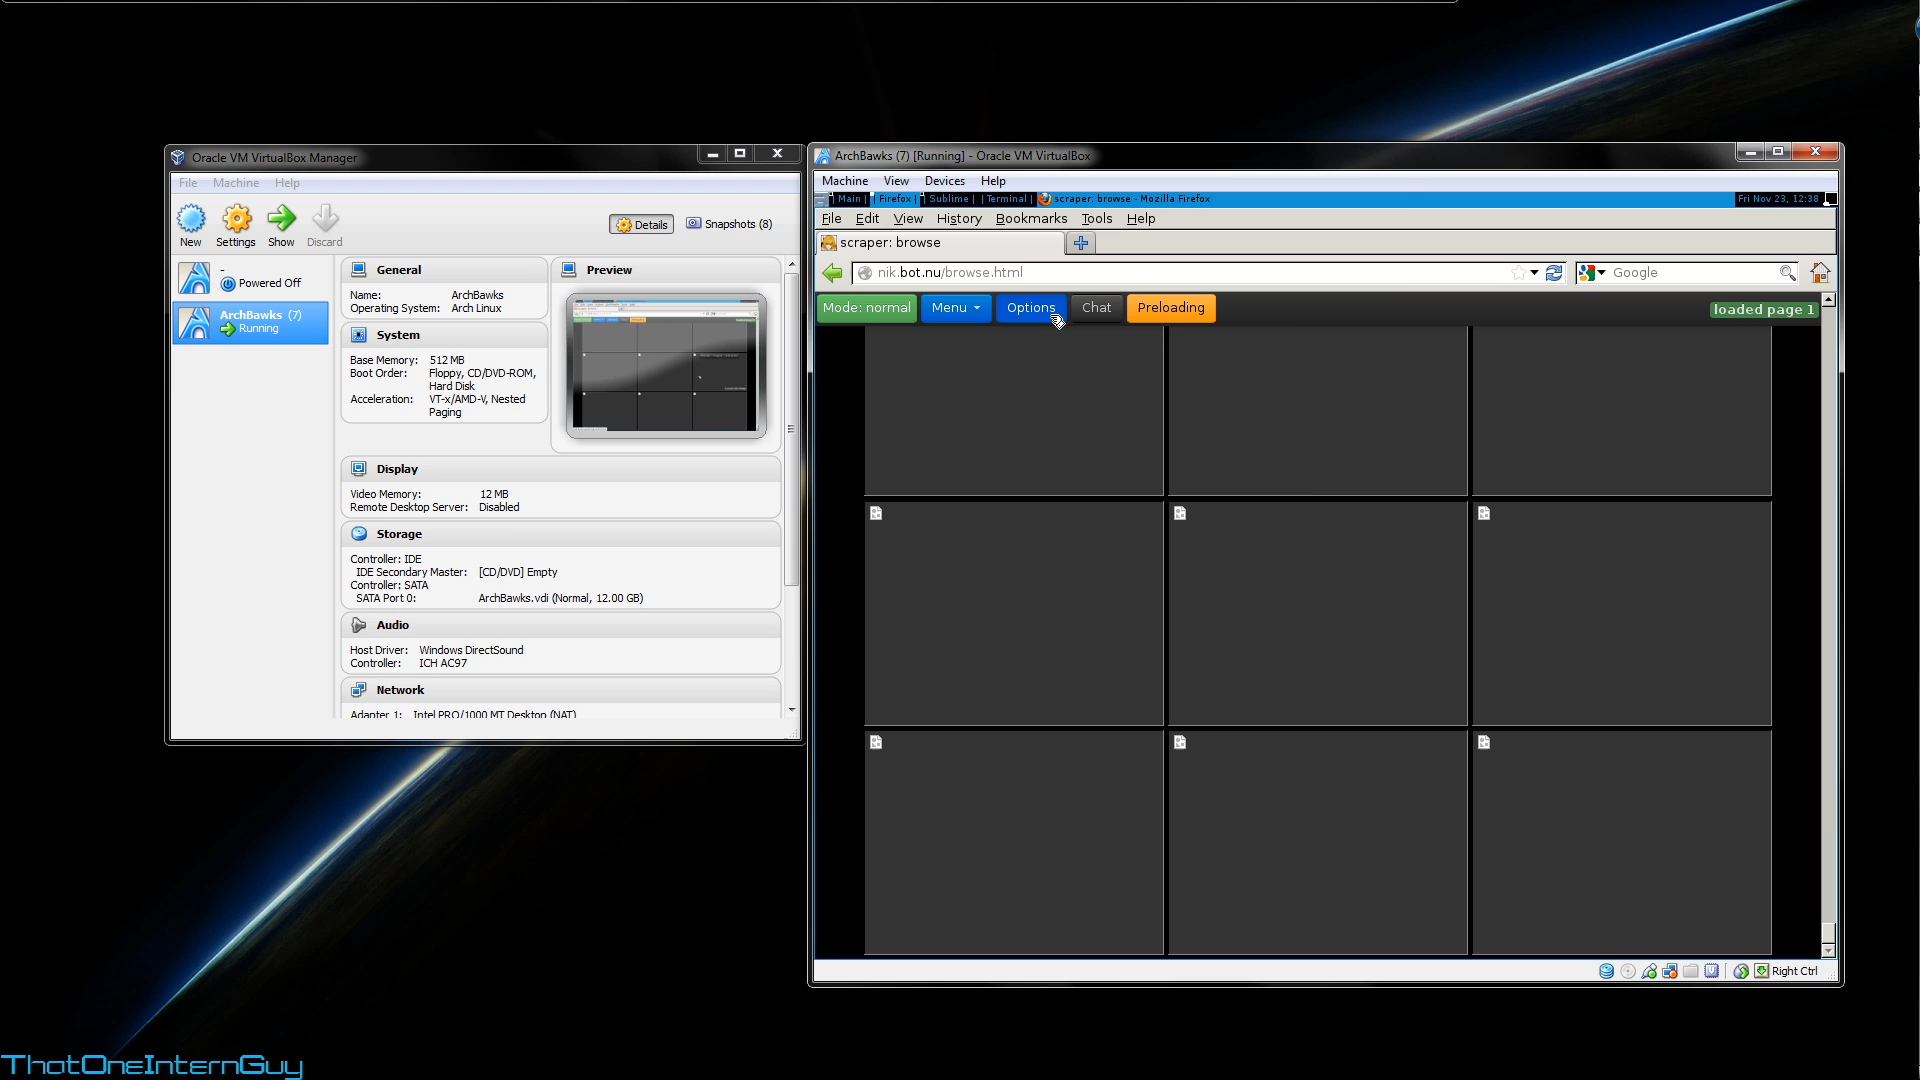 Oracle VM VirtualBox Manager
File Machine Help
New Settings Show Discard
Details Snapshots (8)
-
Powered Off
ArchBawks (7)
Running
General
Name: ArchBawks
Operating System: Arch Linux
System
Base Memory: 512 MB
Boot Order: Floppy, CD/DVD-ROM,
Hard Disk
Acceleration: VT-x/AMD-V, Nested
Paging
Preview
Display
Video Memory: 12 MB
Remote Desktop Server: Disabled
Storage
Controller: IDE
IDE Secondary Master: [CD/DVD] Empty
Controller: SATA
SATA Port 0: ArchBawks.vdi (Normal, 12.00 GB)
Audio
Host Driver: Windows DirectSound
Controller: ICH AC97
Network
Adapter 1: Intel PRO/1000 MT Desktop (NAT)
ArchBawks (7) [Running] - Oracle VM VirtualBox
Machine View Devices Help
| Main | | Firefox | | Sublime | | Terminal | scraper: browse - Mozilla Firefox Fri Nov 23, 12:38
File Edit View History Bookmarks Tools Help
scraper: browse
nik.bot.nu/browse.html Google
Mode: normal Menu Options Chat Preloading loaded page 1
Right Ctrl
ThatOneInternGuy